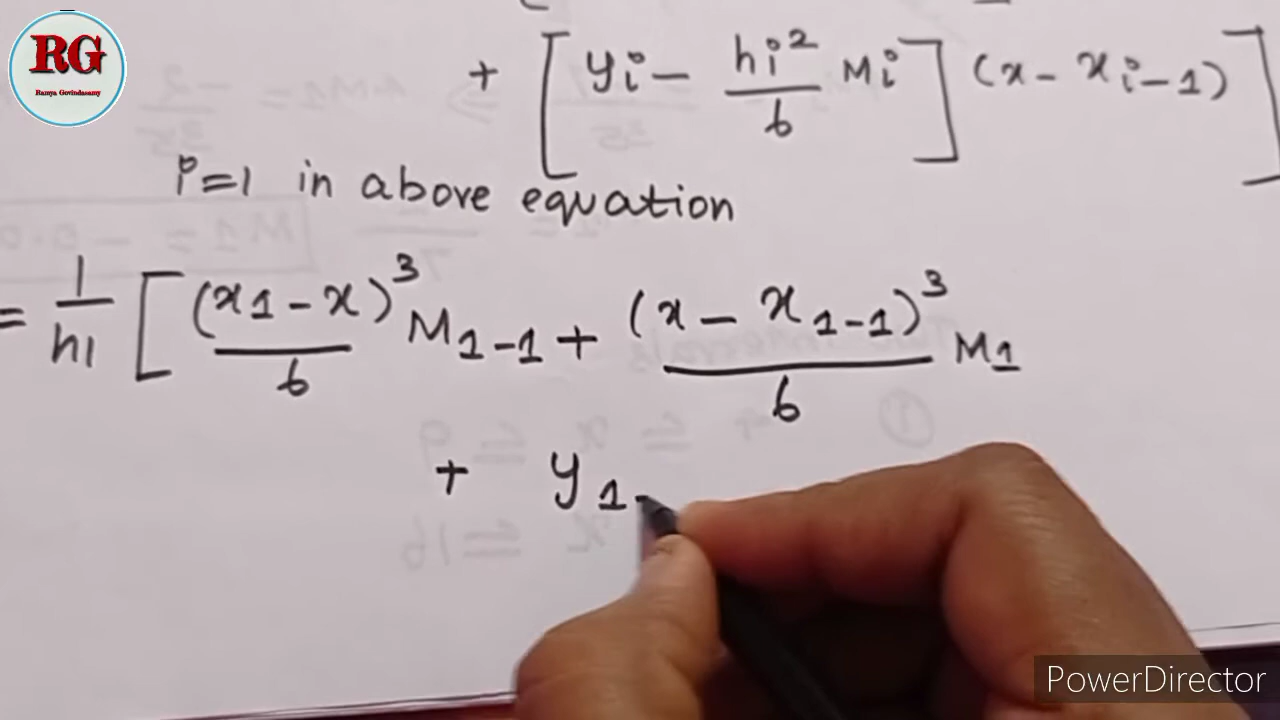 RG
Ramya Govindasamy
+ [ yi - hi²/6 Mi ] (x - xi-1) ]
i=1 in above equation
= 1/h1 [ (x1 - x)³/6 M1-1 + (x - x1-1)³/6 M1
+ y1-
PowerDirector